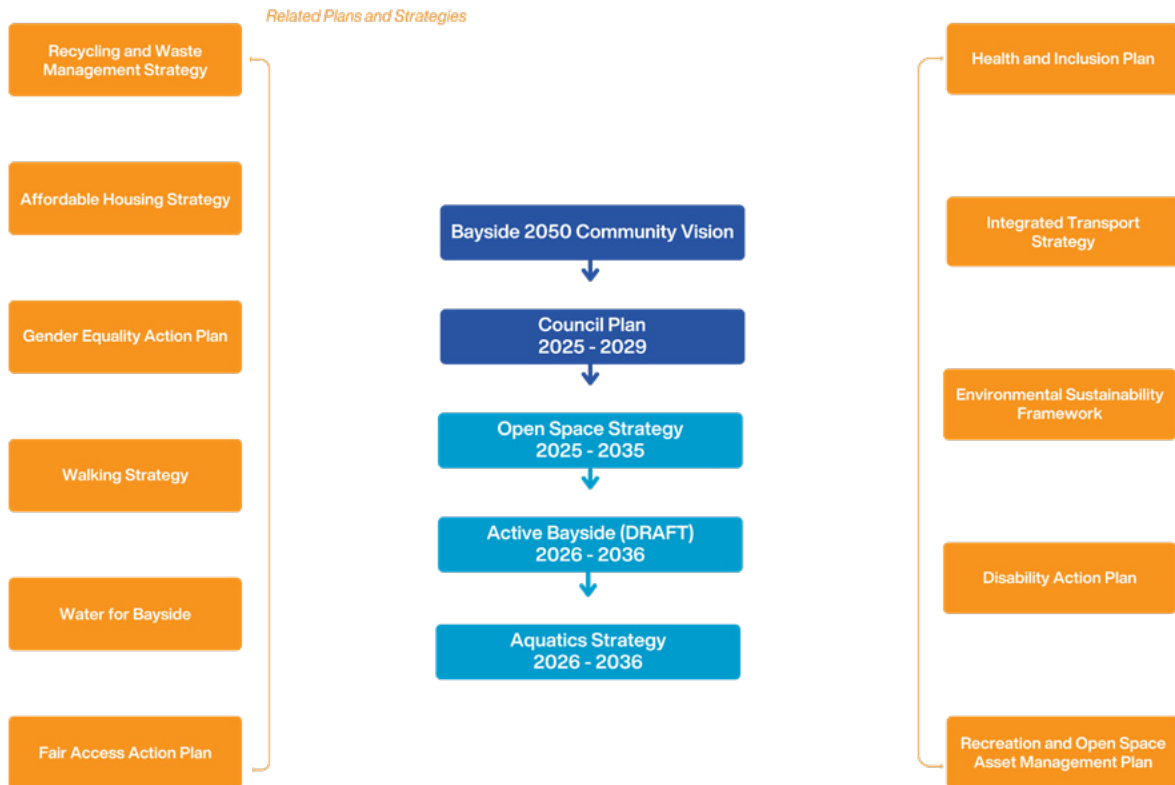 Related Plans and Strategies
Recycling and Waste
Management Strategy
Affordable Housing Strategy
Gender Equality Action Plan
Walking Strategy
Water for Bayside
Fair Access Action Plan
Bayside 2050 Community Vision
Council Plan
2025 - 2029
Open Space Strategy
2025 - 2035
Active Bayside (DRAFT)
2026 - 2036
Aquatics Strategy
2026 - 2036
Health and Inclusion Plan
Integrated Transport
Strategy
Environmental Sustainability
Framework
Disability Action Plan
Recreation and Open Space
Asset Management Plan